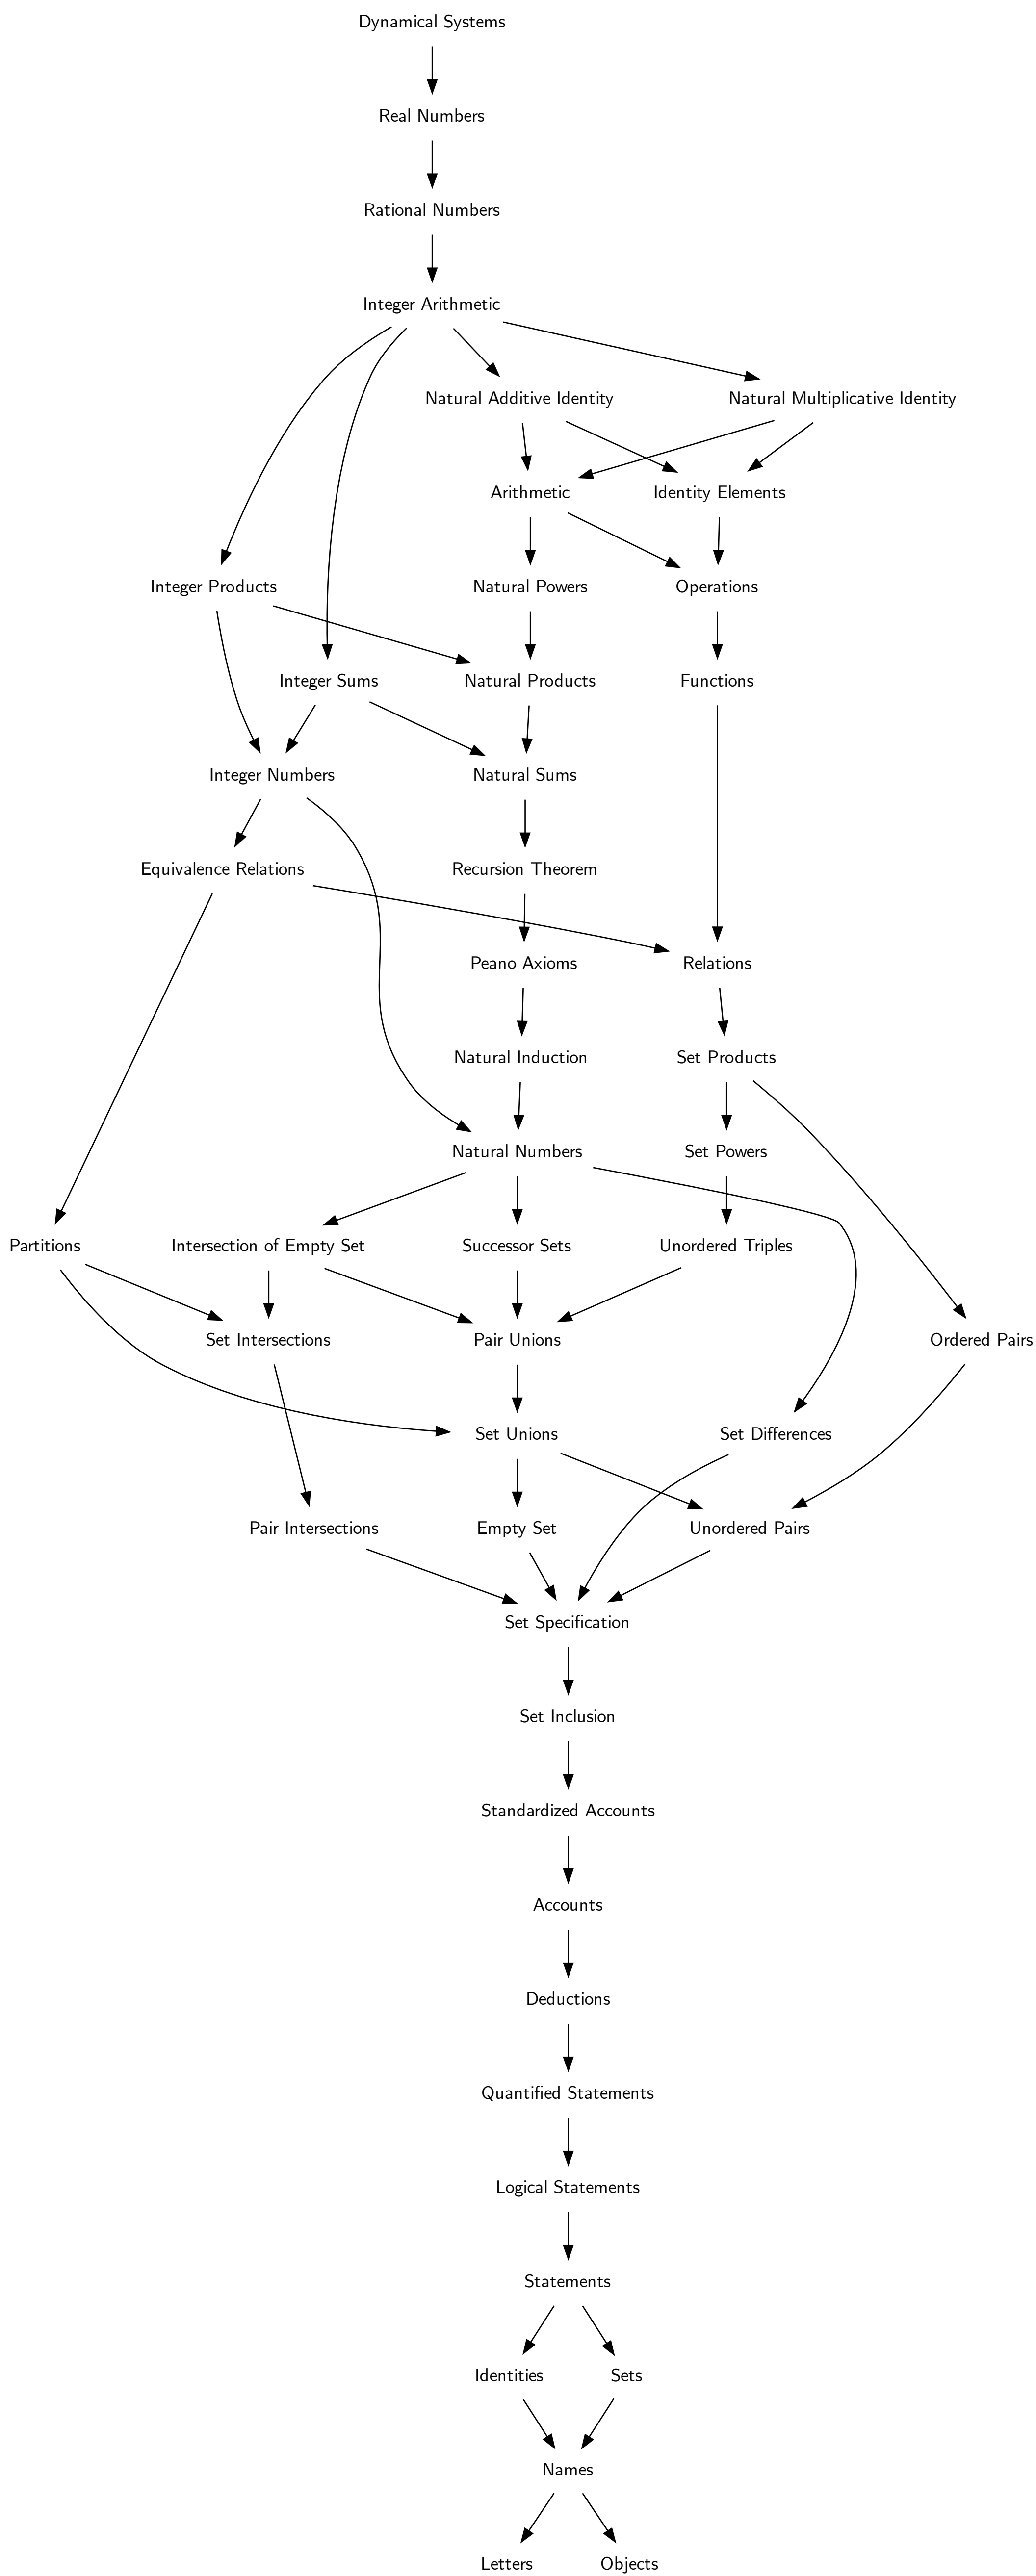 Dynamical Systems
Real Numbers
Rational Numbers
Integer Arithmetic
Natural Additive Identity
Natural Multiplicative Identity
Arithmetic
Identity Elements
Integer Products
Natural Powers
Operations
Integer Sums
Natural Products
Functions
Integer Numbers
Natural Sums
Equivalence Relations
Recursion Theorem
Peano Axioms
Relations
Natural Induction
Set Products
Natural Numbers
Set Powers
Partitions
Intersection of Empty Set
Successor Sets
Unordered Triples
Set Intersections
Pair Unions
Ordered Pairs
Set Unions
Set Differences
Pair Intersections
Empty Set
Unordered Pairs
Set Specification
Set Inclusion
Standardized Accounts
Accounts
Deductions
Quantified Statements
Logical Statements
Statements
Identities
Sets
Names
Letters
Objects